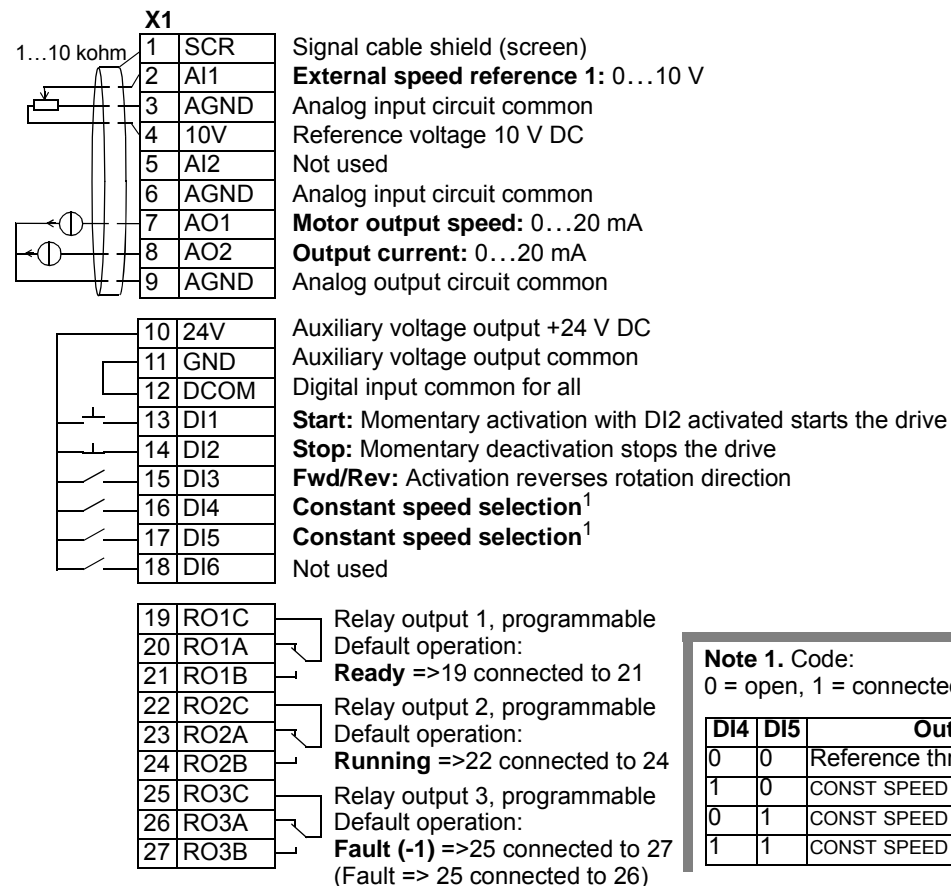 X1
1…10 kohm
1 SCR Signal cable shield (screen)
2 AI1 External speed reference 1: 0…10 V
3 AGND Analog input circuit common
4 10V Reference voltage 10 V DC
5 AI2 Not used
6 AGND Analog input circuit common
7 AO1 Motor output speed: 0…20 mA
8 AO2 Output current: 0…20 mA
9 AGND Analog output circuit common
10 24V Auxiliary voltage output +24 V DC
11 GND Auxiliary voltage output common
12 DCOM Digital input common for all
13 DI1 Start: Momentary activation with DI2 activated starts the drive
14 DI2 Stop: Momentary deactivation stops the drive
15 DI3 Fwd/Rev: Activation reverses rotation direction
16 DI4 Constant speed selection1
17 DI5 Constant speed selection1
18 DI6 Not used
19 RO1C Relay output 1, programmable
20 RO1A Default operation:
21 RO1B Ready =>19 connected to 21
22 RO2C Relay output 2, programmable
23 RO2A Default operation:
24 RO2B Running =>22 connected to 24
25 RO3C Relay output 3, programmable
26 RO3A Default operation:
27 RO3B Fault (-1) =>25 connected to 27
(Fault => 25 connected to 26)
Note 1. Code:
0 = open, 1 = connected
DI4 DI5 Out
0 0 Reference thr
1 0 CONST SPEED
0 1 CONST SPEED
1 1 CONST SPEED